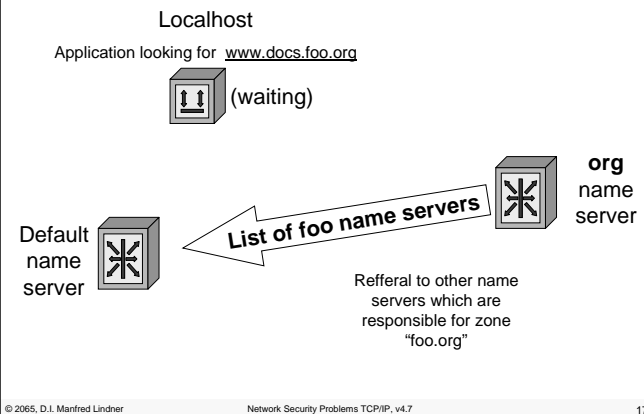 Localhost
Application looking for www.docs.foo.org
(waiting)
org
name
server
List of foo name servers
Default
name
server
Refferal to other name
servers which are
responsible for zone
“foo.org”
© 2065, D.I. Manfred Lindner
Network Security Problems TCP/IP, v4.7